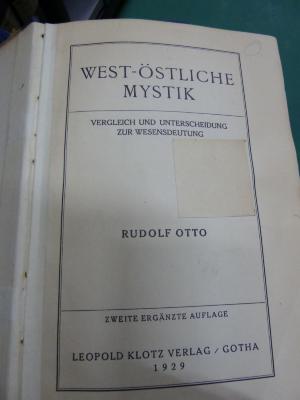 WEST-ÖSTLICHE
MYSTIK
VERGLEICH UND UNTERSCHEIDUNG
ZUR WESENSDEUTUNG
RUDOLF OTTO
ZWEITE ERGÄNZTE AUFLAGE
LEOPOLD KLOTZ VERLAG / GOTHA
1929